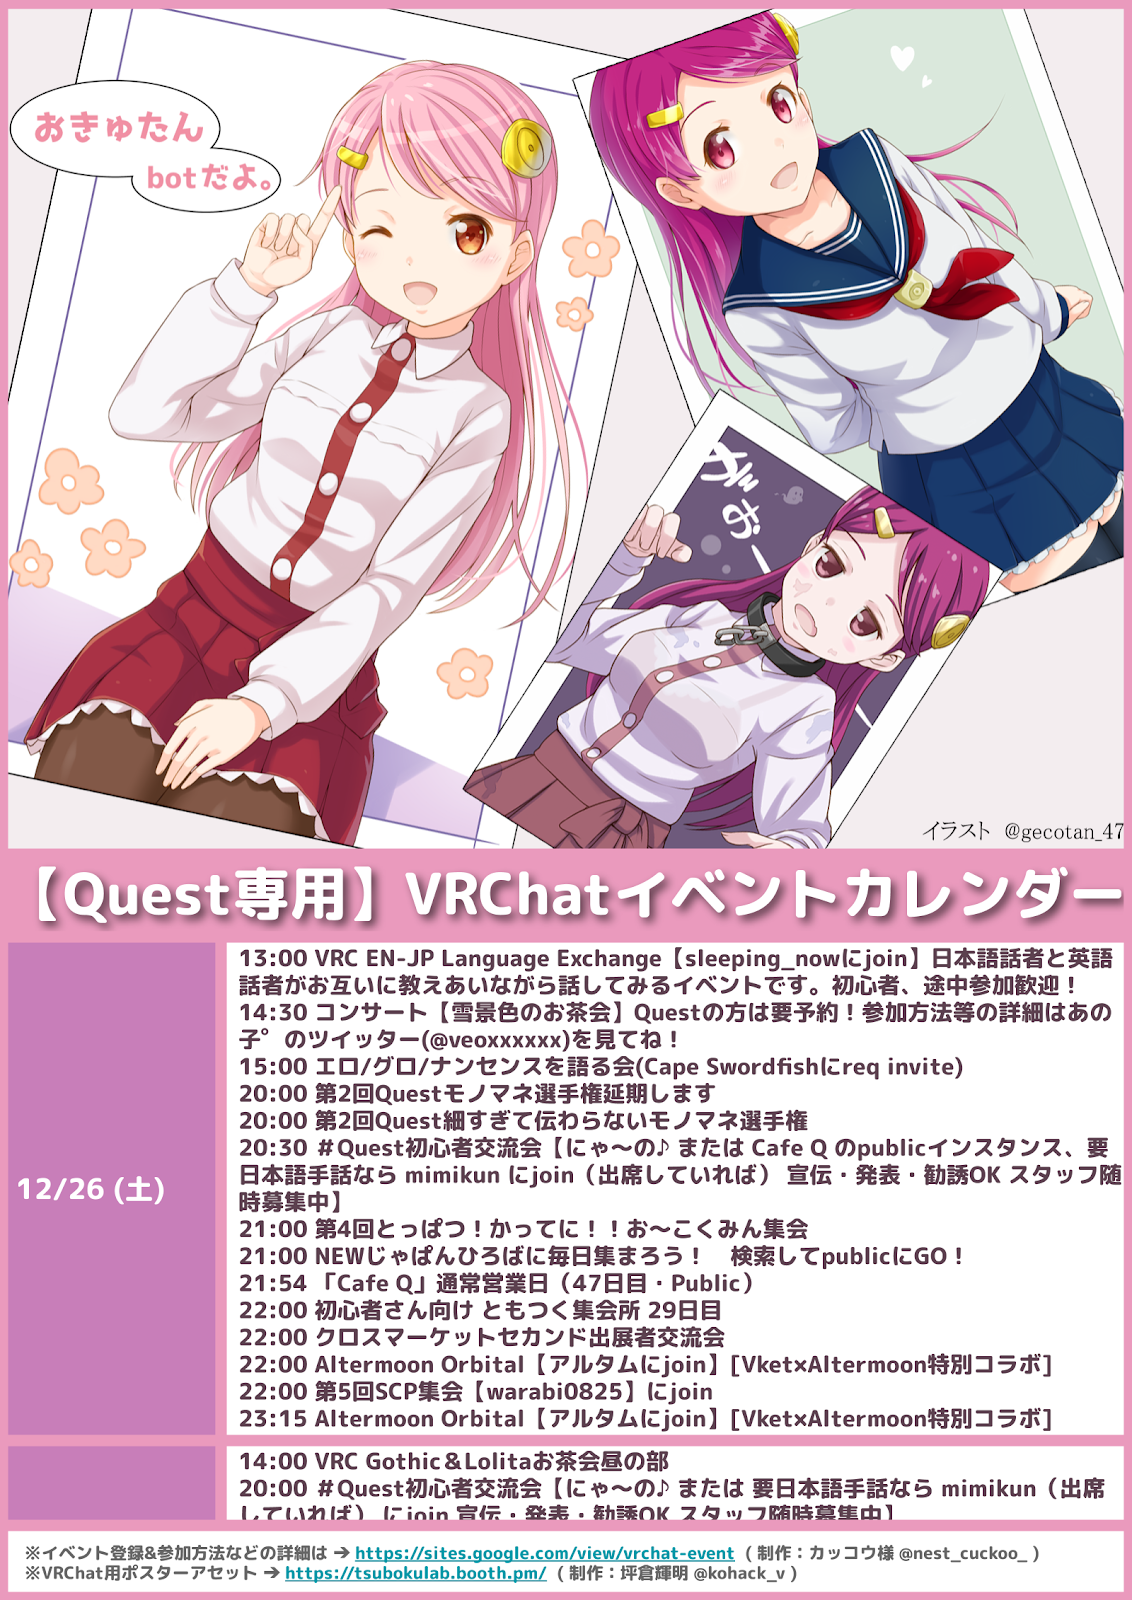 おきゅたん
botだよ。
がおー
イラスト @gecotan_47
【Quest専用】VRChatイベントカレンダー
12/26 (土)
13:00 VRC EN-JP Language Exchange【sleeping_nowにjoin】日本語話者と英語
話者がお互いに教えあいながら話してみるイベントです。初心者、途中参加歓迎！
14:30 コンサート【雪景色のお茶会】Questの方は要予約！参加方法等の詳細はあの
子゜のツイッター(@veoxxxxxx)を見てね！
15:00 エロ/グロ/ナンセンスを語る会(Cape Swordfishにreq invite)
20:00 第2回Questモノマネ選手権延期します
20:00 第2回Quest細すぎて伝わらないモノマネ選手権
20:30 ＃Quest初心者交流会【にゃ〜の♪ または Cafe Q のpublicインスタンス、要
日本語手話なら mimikun にjoin（出席していれば） 宣伝・発表・勧誘OK スタッフ随
時募集中】
21:00 第4回とっぱつ！かってに！！お〜こくみん集会
21:00 NEWじゃぱんひろばに毎日集まろう！　検索してpublicにGO！
21:54 「Cafe Q」通常営業日（47日目・Public）
22:00 初心者さん向け ともつく集会所 29日目
22:00 クロスマーケットセカンド出展者交流会
22:00 Altermoon Orbital【アルタムにjoin】[Vket×Altermoon特別コラボ]
22:00 第5回SCP集会【warabi0825】にjoin
23:15 Altermoon Orbital【アルタムにjoin】[Vket×Altermoon特別コラボ]
14:00 VRC Gothic＆Lolitaお茶会昼の部
20:00 ＃Quest初心者交流会【にゃ〜の♪ または 要日本語手話なら mimikun（出席
していれば） にjoin 宣伝・発表・勧誘OK スタッフ随時募集中】
※イベント登録&参加方法などの詳細は → https://sites.google.com/view/vrchat-event （ 制作：カッコウ様 @nest_cuckoo_ ）
※VRChat用ポスターアセット → https://tsubokulab.booth.pm/ （ 制作：坪倉輝明 @kohack_v ）